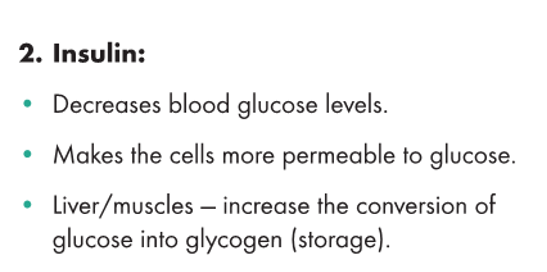 2. Insulin:
• Decreases blood glucose levels.
• Makes the cells more permeable to glucose.
• Liver/muscles – increase the conversion of
glucose into glycogen (storage).